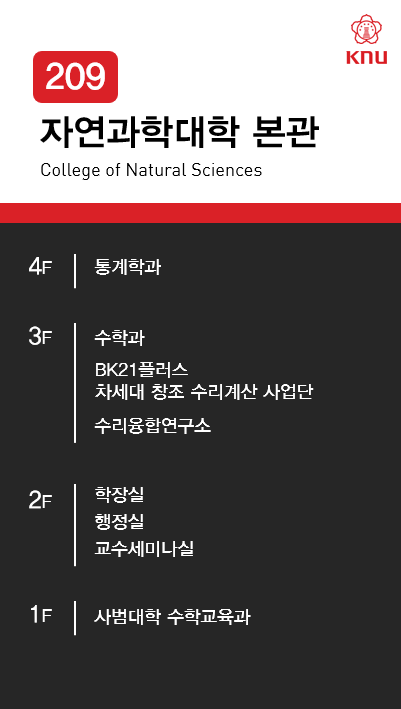 KNU
209
자연과학대학 본관
College of Natural Sciences
4F 통계학과
3F 수학과
BK21플러스
차세대 창조 수리계산 사업단
수리융합연구소
2F 학장실
행정실
교수세미나실
1F 사범대학 수학교육과